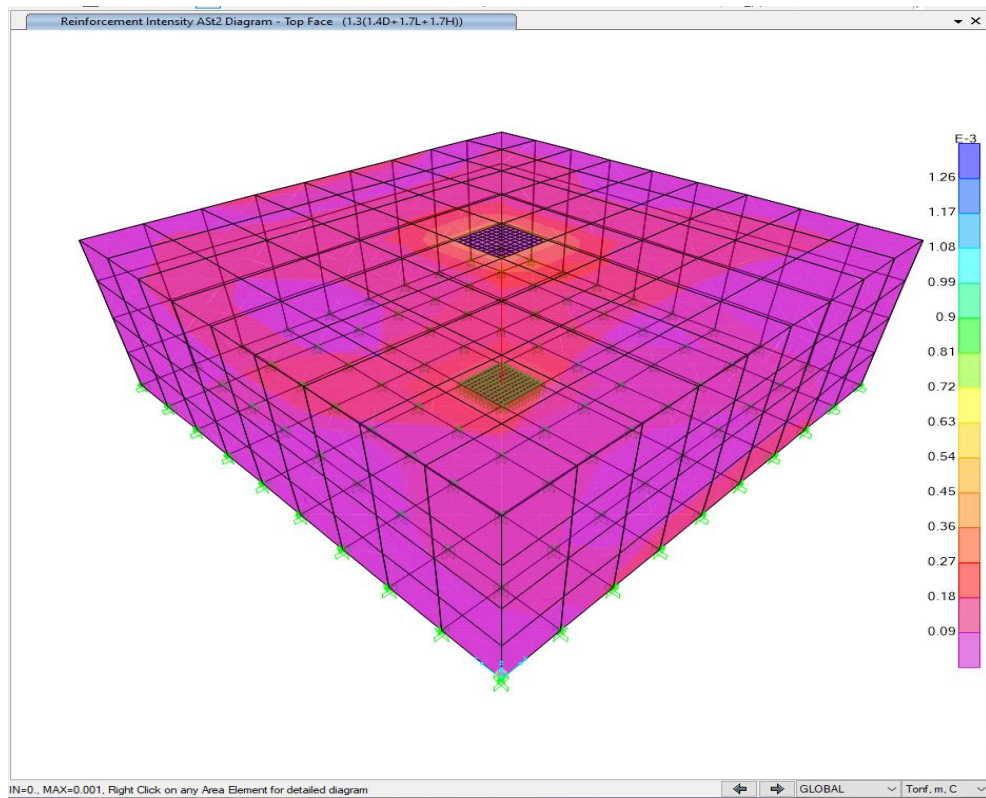 Reinforcement Intensity ASt2 Diagram - Top Face (1.3(1.4D+1.7L+1.7H))
E-3
1.26
1.17
1.08
0.99
0.9
0.81
0.72
0.63
0.54
0.45
0.36
0.27
0.18
0.09
IN=0., MAX=0.001, Right Click on any Area Element for detailed diagram
GLOBAL
Tonf, m, C